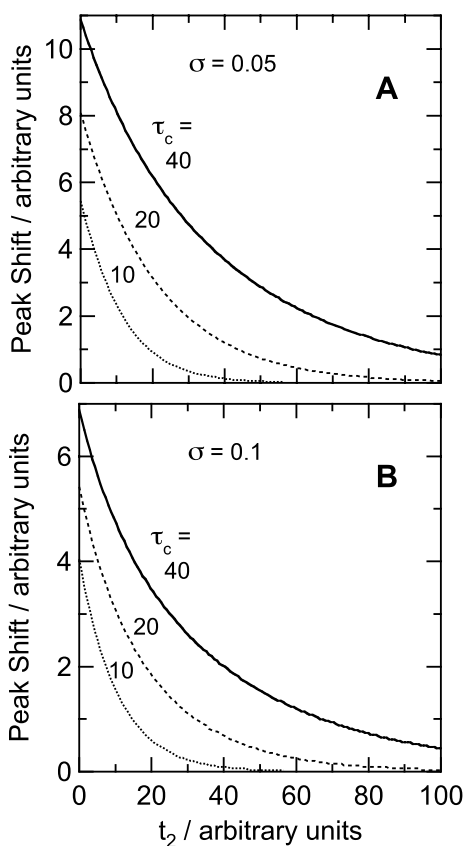 10
8
6
4
2
0
Peak Shift / arbitrary units
σ = 0.05
A
τc =
40
20
10
6
4
2
0
Peak Shift / arbitrary units
σ = 0.1
B
τc =
40
20
10
0 20 40 60 80 100
t2 / arbitrary units